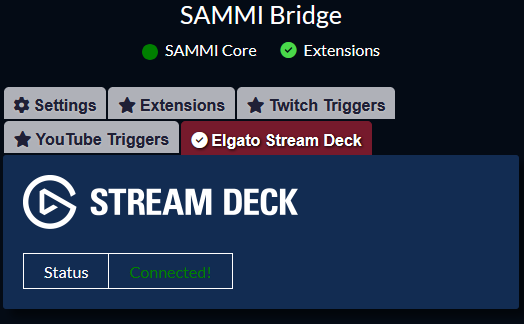 SAMMI Bridge
SAMMI Core Extensions
Settings Extensions Twitch Triggers
YouTube Triggers Elgato Stream Deck
STREAM DECK
Status Connected!